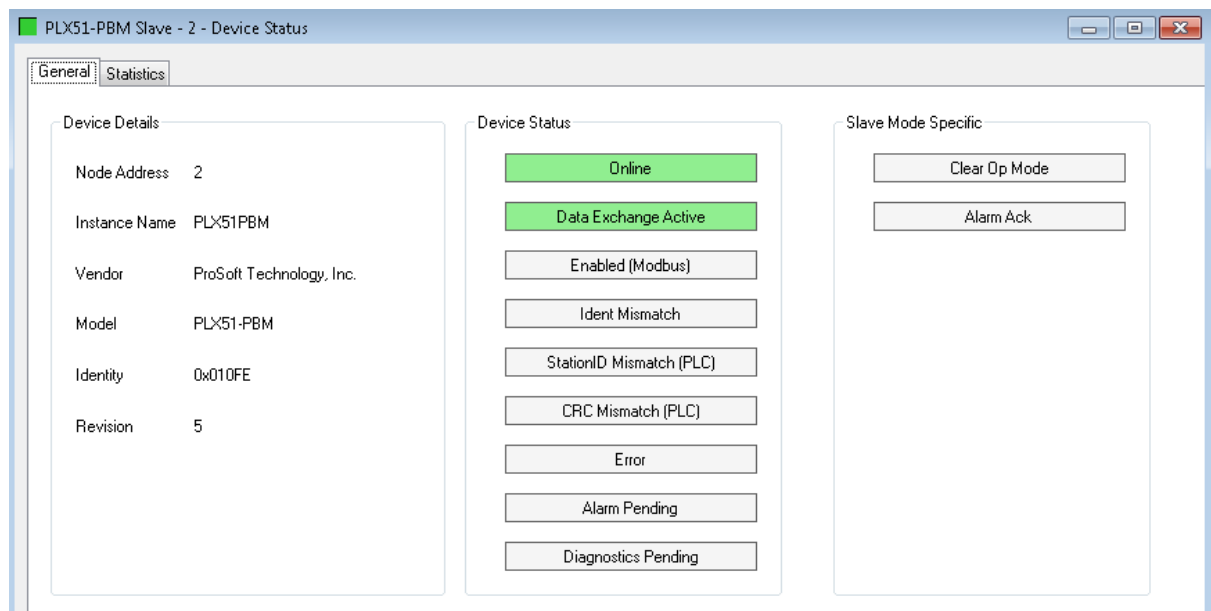 PLX51-PBM Slave - 2 - Device Status
General
Statistics
Device Details
Node Address 2
Instance Name PLX51PBM
Vendor ProSoft Technology, Inc.
Model PLX51-PBM
Identity 0x010FE
Revision 5
Device Status
Online
Data Exchange Active
Enabled (Modbus)
Ident Mismatch
StationID Mismatch (PLC)
CRC Mismatch (PLC)
Error
Alarm Pending
Diagnostics Pending
Slave Mode Specific
Clear Op Mode
Alarm Ack